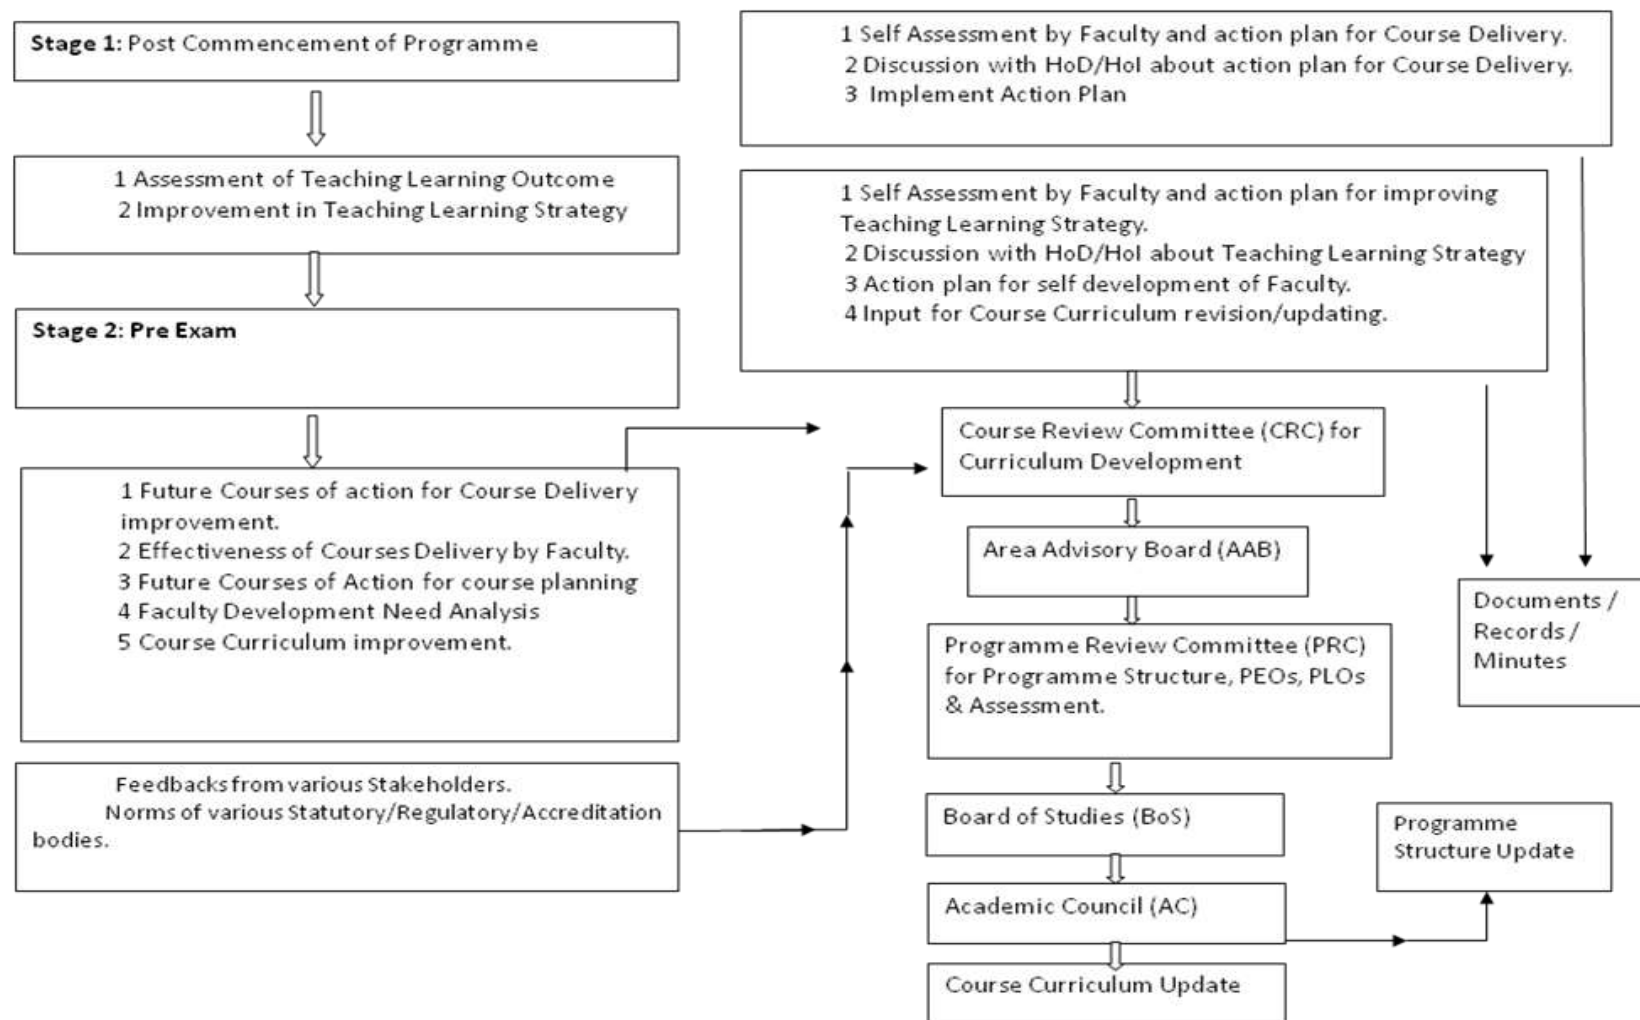 Stage 1: Post Commencement of Programme
1 Assessment of Teaching Learning Outcome
2 Improvement in Teaching Learning Strategy
Stage 2: Pre Exam
1 Future Courses of action for Course Delivery
improvement.
2 Effectiveness of Courses Delivery by Faculty.
3 Future Courses of Action for course planning
4 Faculty Development Need Analysis
5 Course Curriculum improvement.
Feedbacks from various Stakeholders.
Norms of various Statutory/Regulatory/Accreditation
bodies.
1 Self Assessment by Faculty and action plan for Course Delivery.
2 Discussion with HoD/HoI about action plan for Course Delivery.
3 Implement Action Plan
1 Self Assessment by Faculty and action plan for improving
Teaching Learning Strategy.
2 Discussion with HoD/HoI about Teaching Learning Strategy
3 Action plan for self development of Faculty.
4 Input for Course Curriculum revision/updating.
Course Review Committee (CRC) for
Curriculum Development
Area Advisory Board (AAB)
Programme Review Committee (PRC)
for Programme Structure, PEOs, PLOs
& Assessment.
Board of Studies (BoS)
Academic Council (AC)
Course Curriculum Update
Documents /
Records /
Minutes
Programme
Structure Update